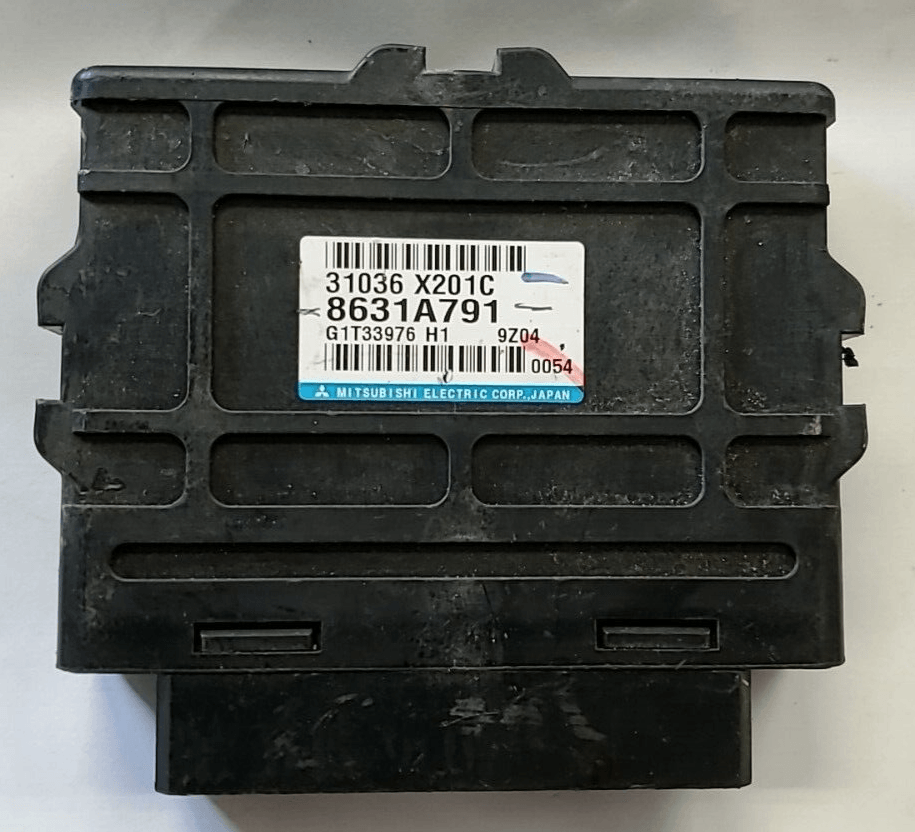 31036 X201C
8631A791
G1T33976 H1 9Z04
0054
MITSUBISHI ELECTRIC CORP.,JAPAN